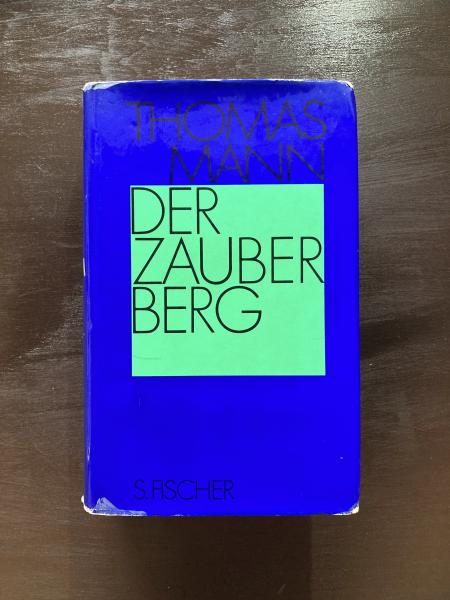 THOMAS
MANN
DER
ZAUBER
BERG
S. FISCHER